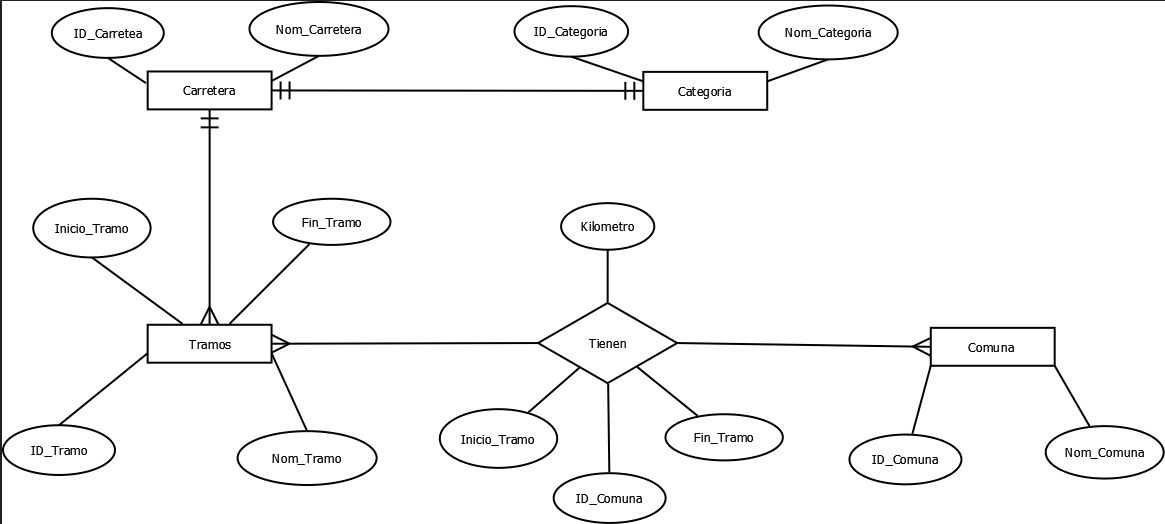 ID_Carretea
Nom_Carretera
ID_Categoria
Nom_Categoria
Carretera
Categoria
Inicio_Tramo
Fin_Tramo
Kilometro
Tramos
Tienen
Comuna
Inicio_Tramo
Fin_Tramo
ID_Tramo
Nom_Tramo
ID_Comuna
Nom_Comuna
ID_Comuna